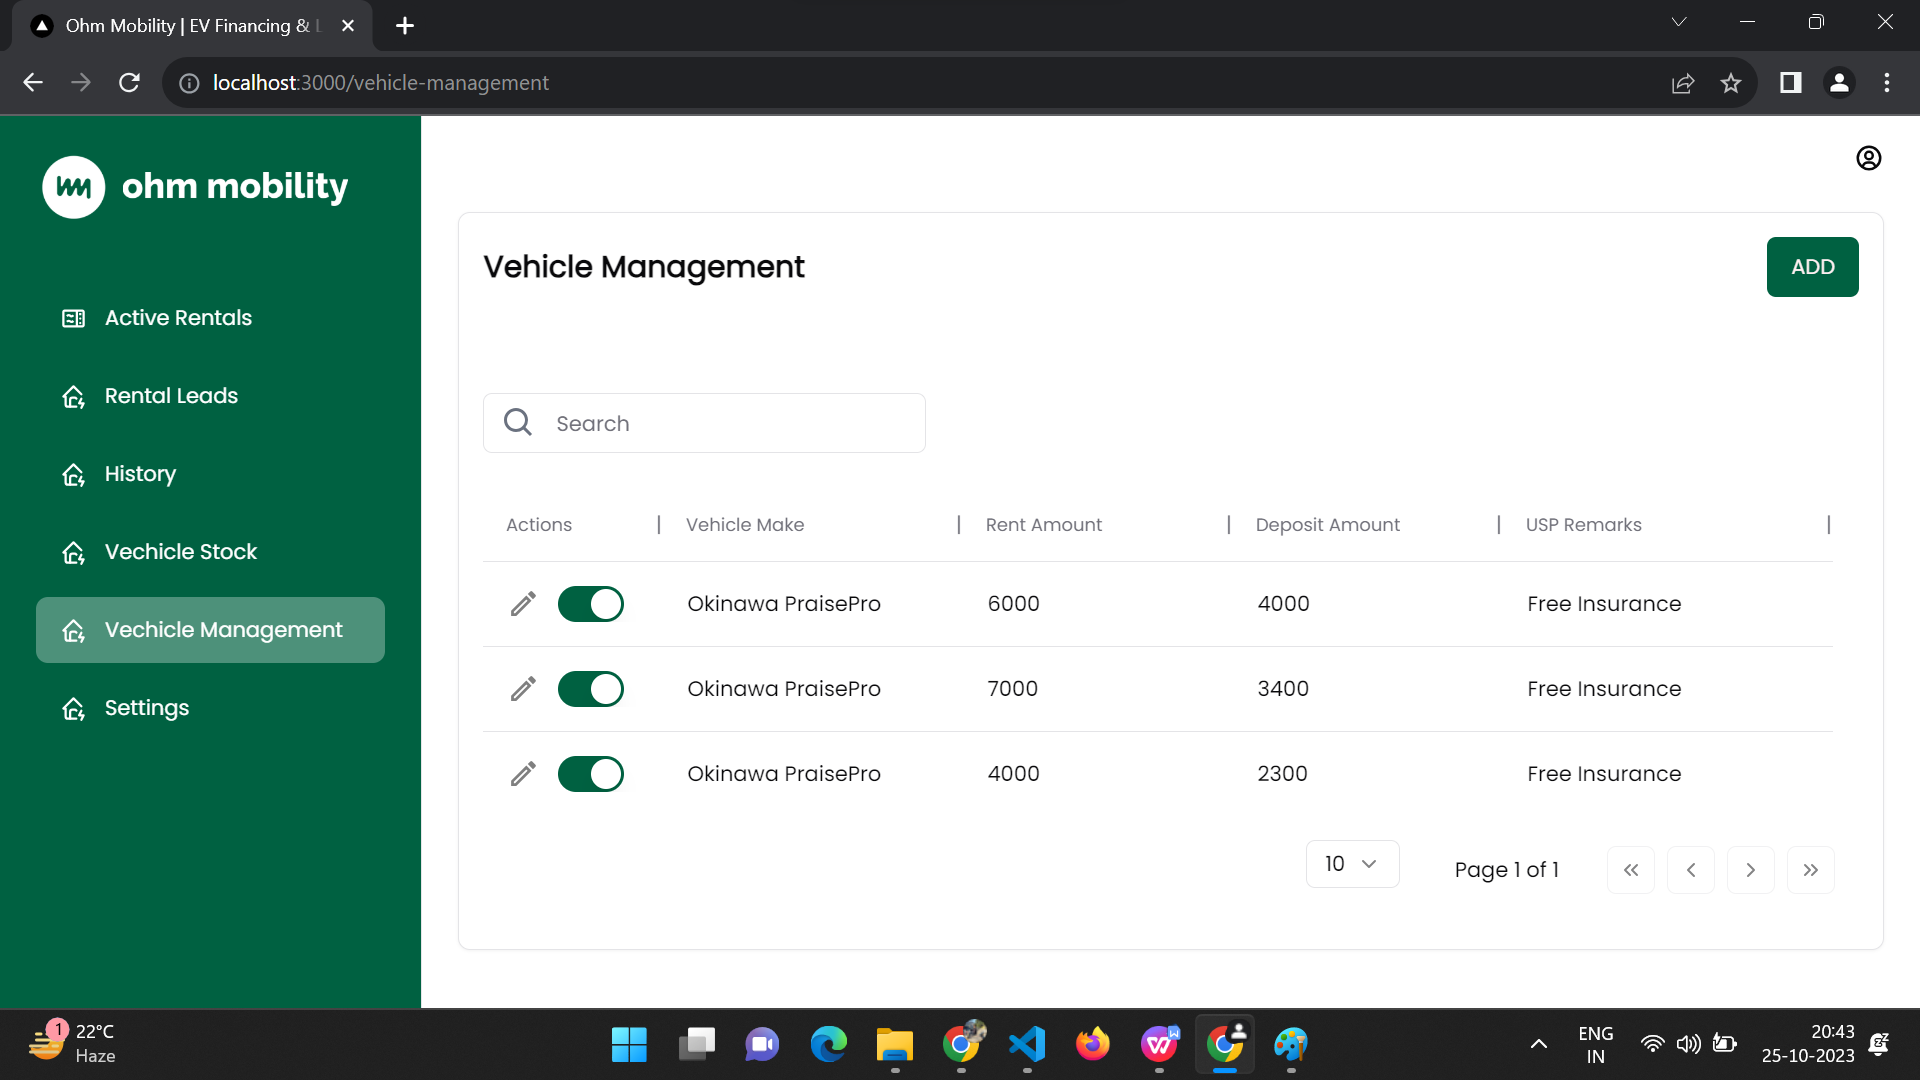 Ohm Mobility | EV Financing &
localhost:3000/vehicle-management
ohm mobility
Active Rentals
Rental Leads
History
Vechicle Stock
Vechicle Management
Settings
Vehicle Management
ADD
Search
Actions | Vehicle Make | Rent Amount | Deposit Amount | USP Remarks |
Okinawa PraisePro 6000 4000 Free Insurance
Okinawa PraisePro 7000 3400 Free Insurance
Okinawa PraisePro 4000 2300 Free Insurance
10
Page 1 of 1
1
22°C
Haze
ENG
IN
20:43
25-10-2023